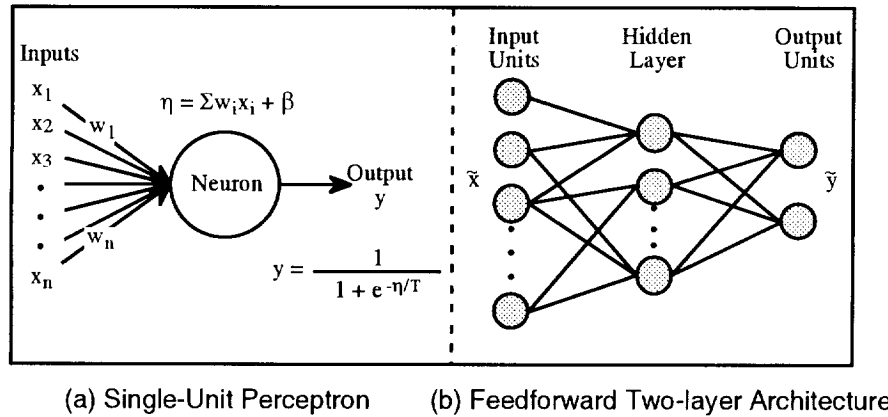 Inputs
x1
x2
x3
xn
w1
wn
η = Σwixi + β
Neuron
Output
y
y = 1 / 1 + e -η/T
Input
Units
Hidden
Layer
Output
Units
x̃
ỹ
(a) Single-Unit Perceptron
(b) Feedforward Two-layer Architecture